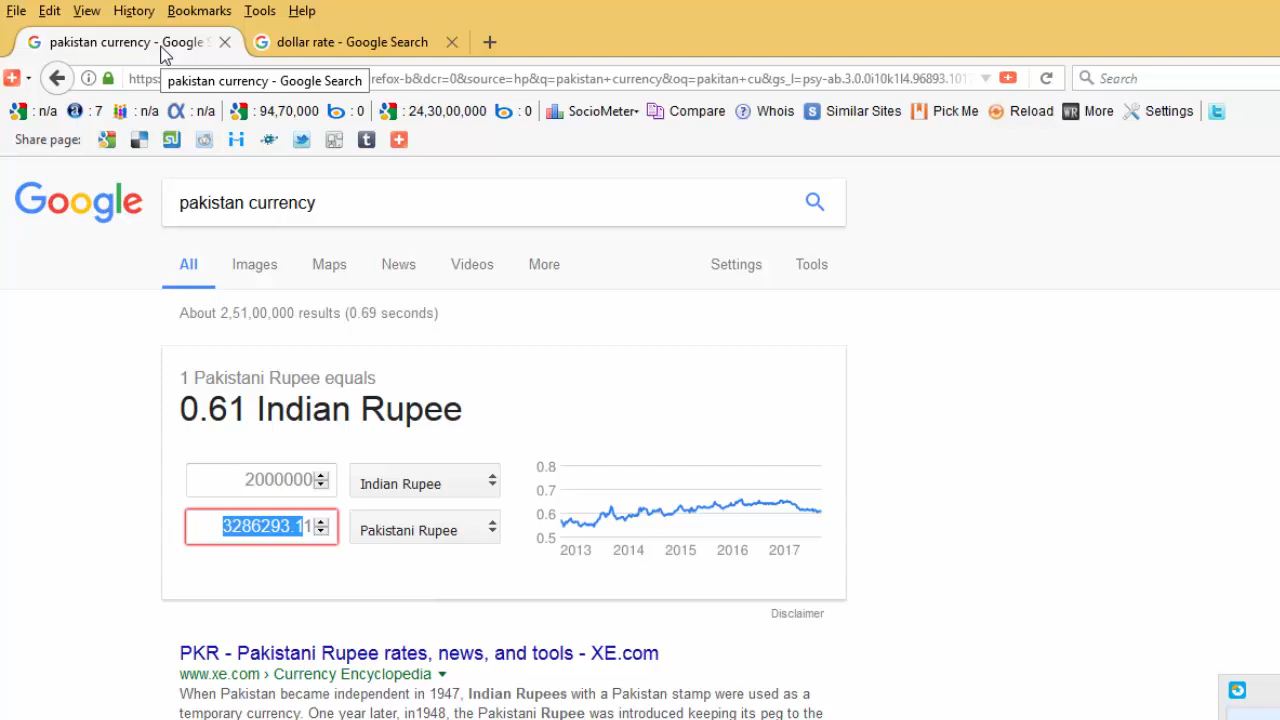 File Edit View History Bookmarks Tools Help
pakistan currency - Google S dollar rate - Google Search
https: refox-b&dcr=0&source=hp&q=pakistan+currency&oq=pakitan+cu&gs_l=psy-ab.3.0.0i10k1l4.96893.101 Search
pakistan currency - Google Search
: n/a : 7 : n/a : n/a : 94,70,000 : 0 : 24,30,00,000 : 0 SocioMeter Compare Whois Similar Sites Pick Me Reload More Settings
Share page:
Google pakistan currency
All Images Maps News Videos More Settings Tools
About 2,51,00,000 results (0.69 seconds)
1 Pakistani Rupee equals
0.61 Indian Rupee
2000000 Indian Rupee
3286293.11 Pakistani Rupee
0.8
0.7
0.6
0.5
2013 2014 2015 2016 2017
Disclaimer
PKR - Pakistani Rupee rates, news, and tools - XE.com
www.xe.com › Currency Encyclopedia
When Pakistan became independent in 1947, Indian Rupees with a Pakistan stamp were used as a
temporary currency. One year later, in1948, the Pakistani Rupee was introduced keeping its peg to the